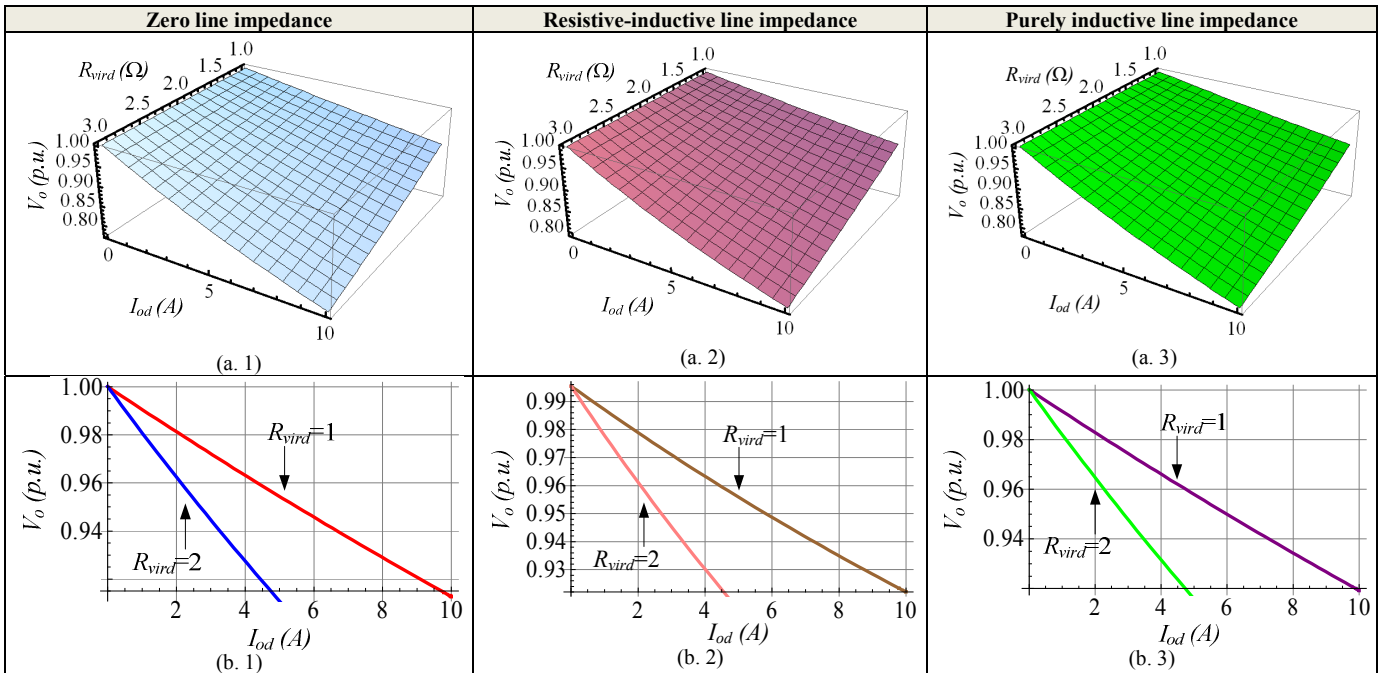 Zero line impedance
Resistive-inductive line impedance
Purely inductive line impedance
1.0
1.5
2.0
2.5
3.0
R_vird (Ω)
1.00
0.95
0.90
0.85
0.80
V_o (p.u.)
0
5
10
I_od (A)
(a. 1)
1.0
1.5
2.0
2.5
3.0
R_vird (Ω)
1.00
0.95
0.90
0.85
0.80
V_o (p.u.)
0
5
10
I_od (A)
(a. 2)
1.0
1.5
2.0
2.5
3.0
R_vird (Ω)
1.00
0.95
0.90
0.85
0.80
V_o (p.u.)
0
5
10
I_od (A)
(a. 3)
1.00
0.98
0.96
0.94
V_o (p.u.)
R_vird=1
R_vird=2
2 4 6 8 10
I_od (A)
(b. 1)
0.99
0.98
0.97
0.96
0.95
0.94
0.93
V_o (p.u.)
R_vird=1
R_vird=2
2 4 6 8 10
I_od (A)
(b. 2)
1.00
0.98
0.96
0.94
V_o (p.u.)
R_vird=1
R_vird=2
2 4 6 8 10
I_od (A)
(b. 3)